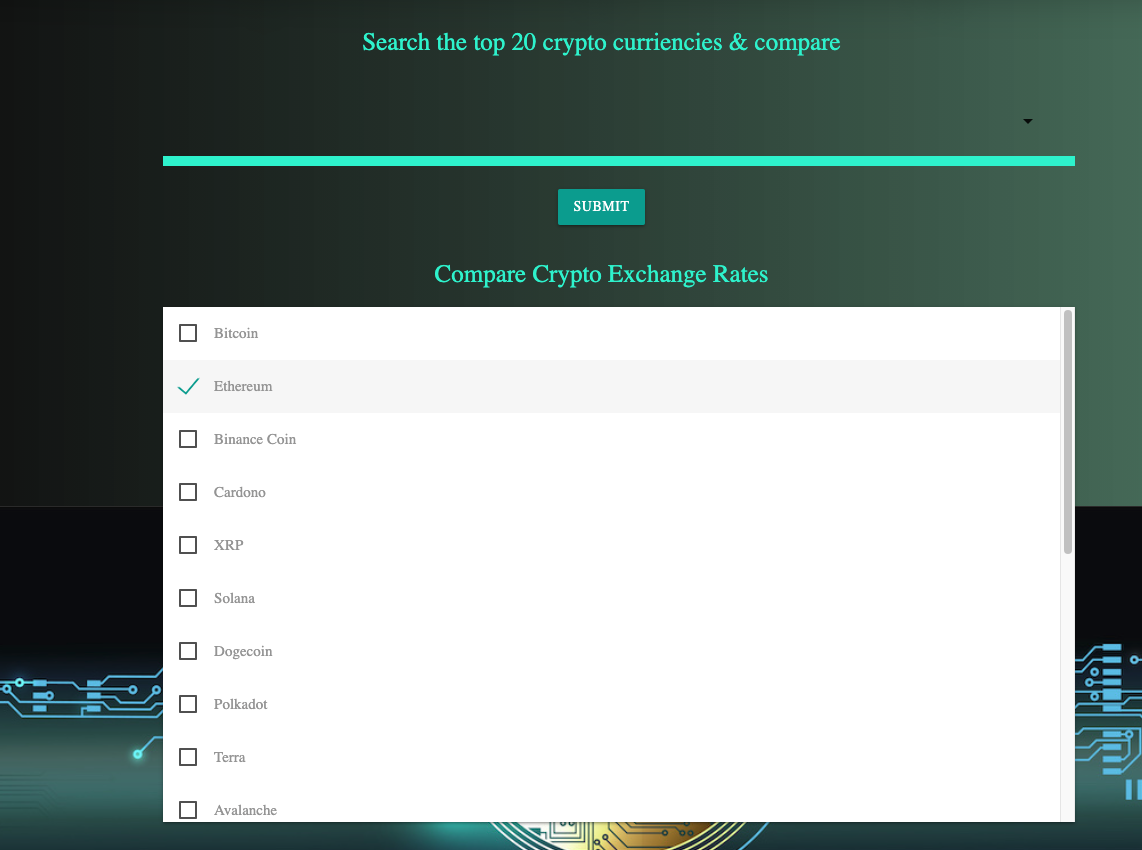 Search the top 20 crypto curriencies & compare
SUBMIT
Compare Crypto Exchange Rates
Bitcoin
Ethereum
Binance Coin
Cardono
XRP
Solana
Dogecoin
Polkadot
Terra
Avalanche